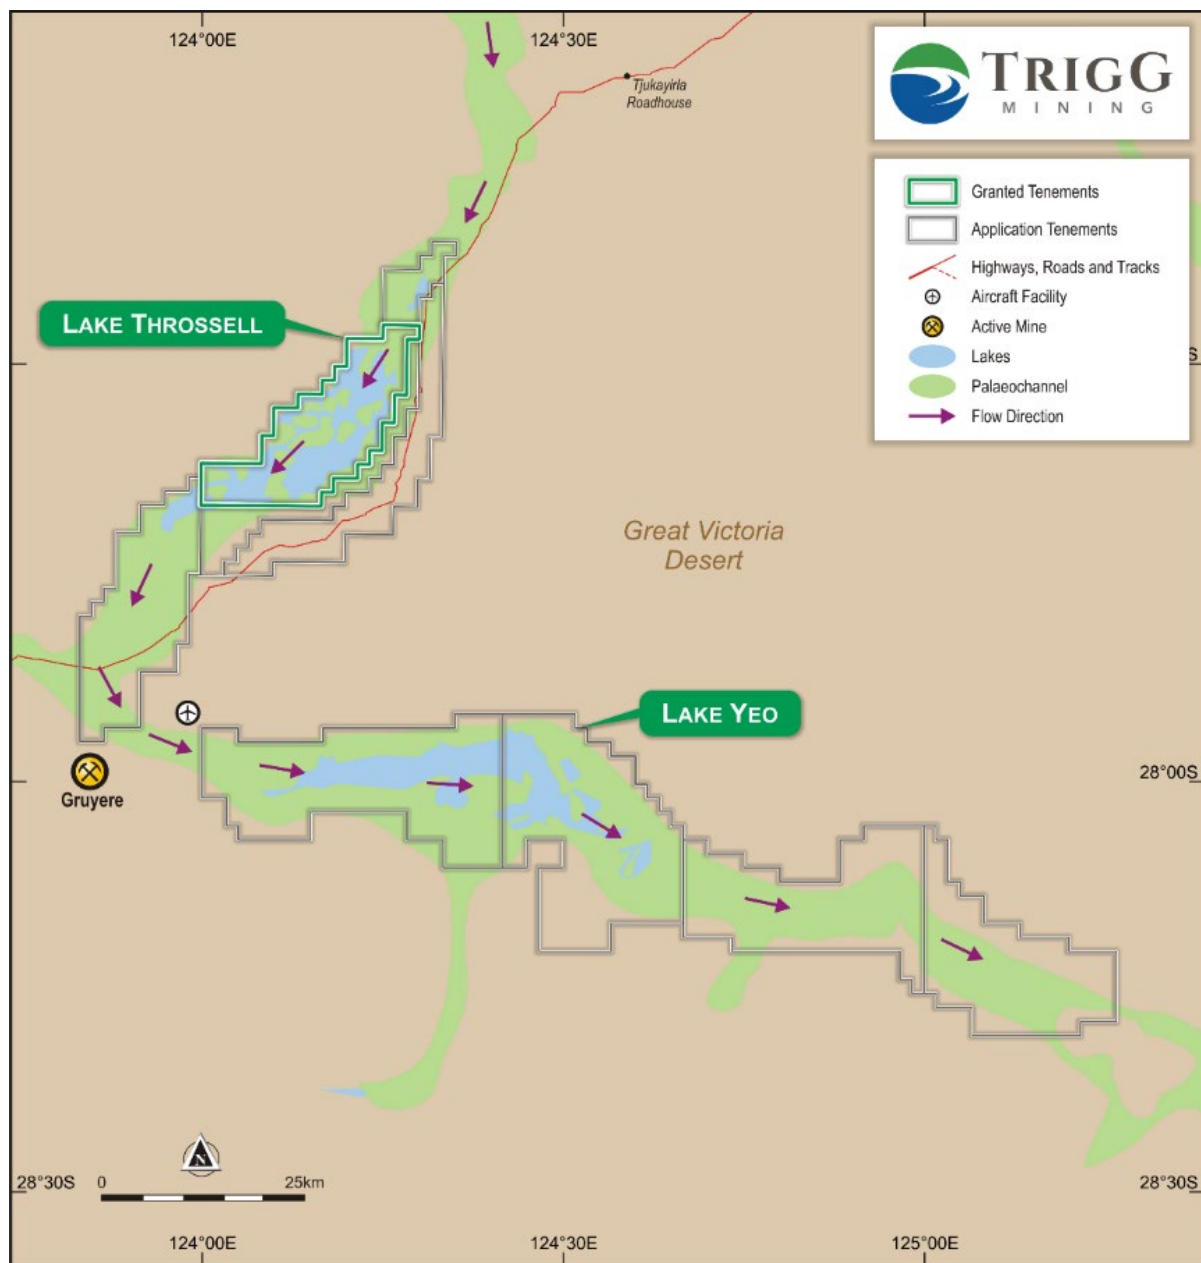 124°00E
124°30E
Tjukayirla
Roadhouse
TRIGG
MINING
Granted Tenements
Application Tenements
Highways, Roads and Tracks
Aircraft Facility
Active Mine
Lakes
Palaeochannel
Flow Direction
LAKE THROSSELL
Great Victoria
Desert
LAKE YEO
Gruyere
28°00S
N
0 25km
28°30S
28°30S
124°00E
124°30E
125°00E